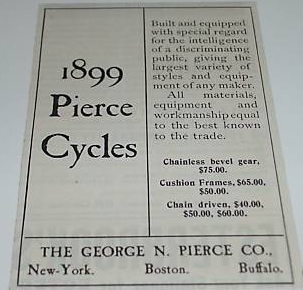 1899
Pierce
Cycles
Built and equipped
with special regard
for the intelligence
of a discriminating
public, giving the
largest variety of
styles and equip-
ment of any maker.
All materials,
equipment and
workmanship equal
to the best known
to the trade.
Chainless bevel gear,
$75.00.
Cushion Frames, $65.00,
$50.00.
Chain driven, $40.00,
$50.00, $60.00.
THE GEORGE N. PIERCE CO.,
New-York. Boston. Buffalo.